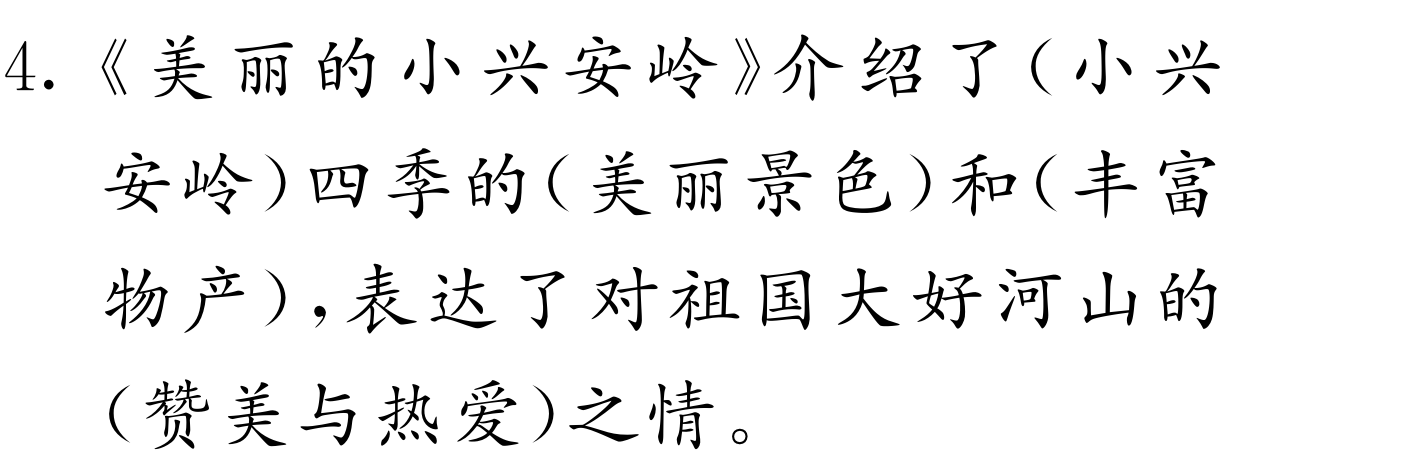 4.《美丽的小兴安岭》介绍了(小兴
安岭)四季的(美丽景色)和(丰富
物产),表达了对祖国大好河山的
(赞美与热爱)之情。